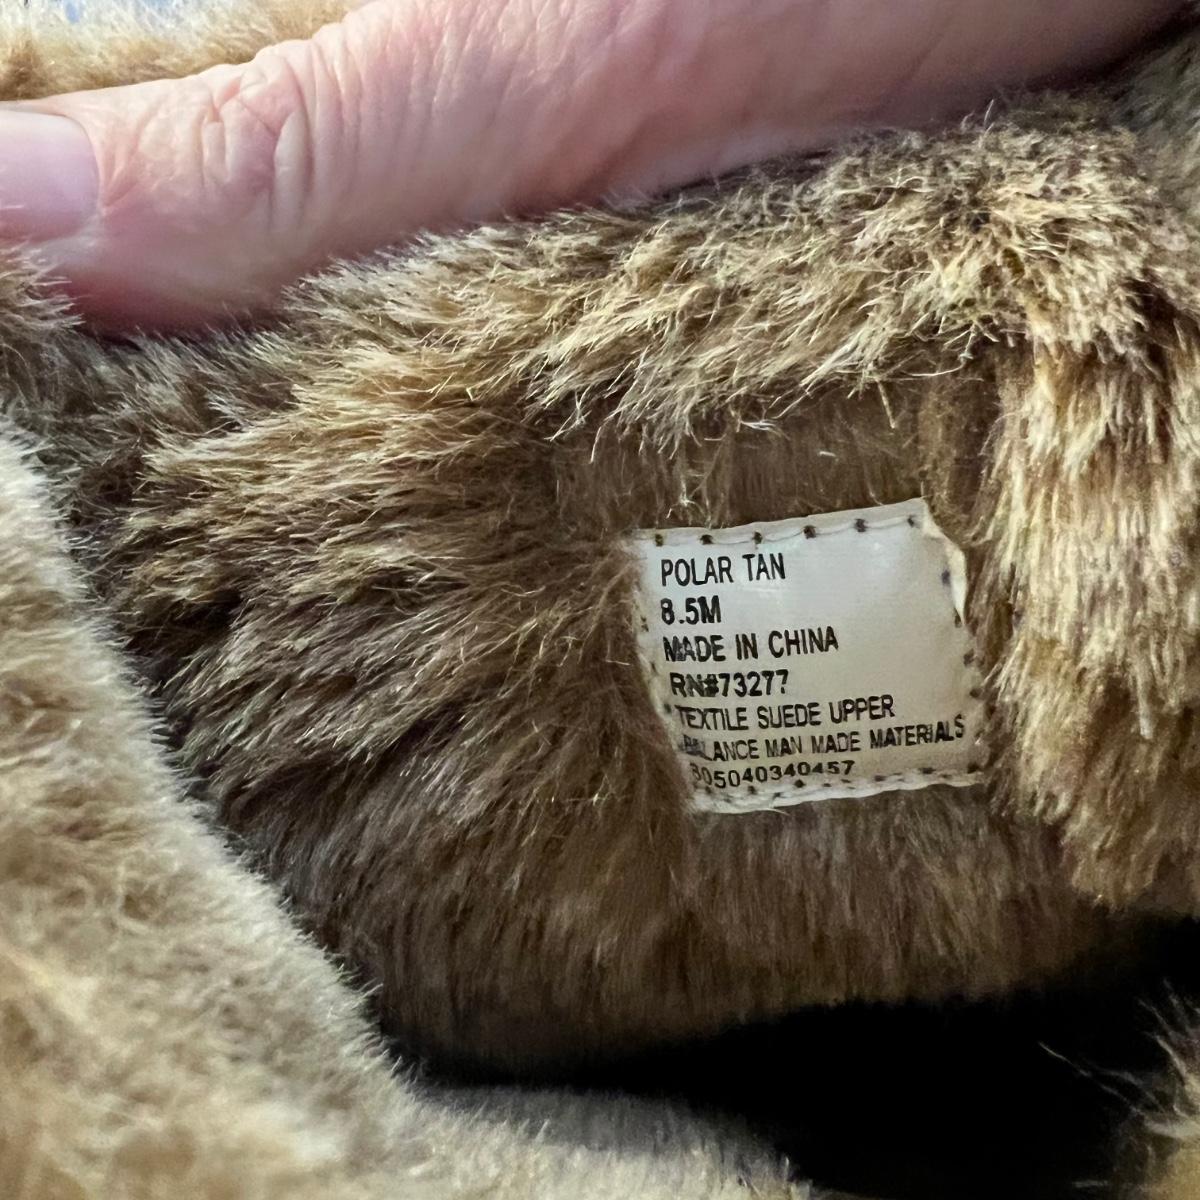 POLAR TAN
8.5M
MADE IN CHINA
RN#73277
TEXTILE SUEDE UPPER
BALANCE MAN MADE MATERIALS
805040340457